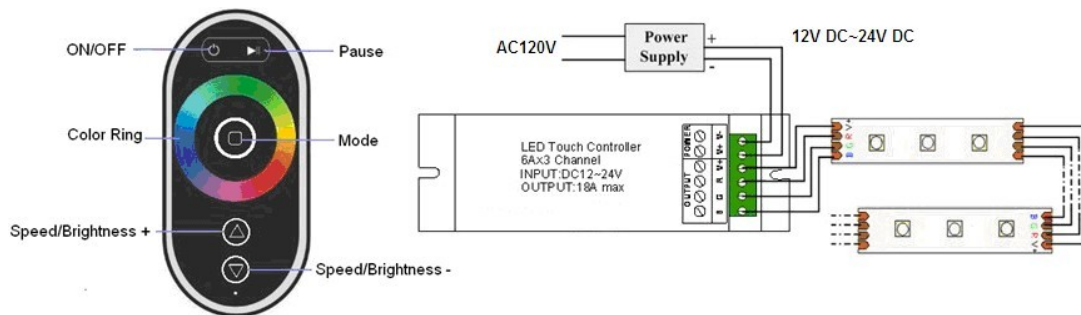 ON/OFF
Pause
Color Ring
Mode
Speed/Brightness +
Speed/Brightness -
AC120V
Power
Supply
+
-
12V DC~24V DC
LED Touch Controller
6Ax3 Channel
INPUT:DC12~24V
OUTPUT:18A max
POWER
OUTPUT
V-
V+
V+
R
G
B
V+
R
G
B
B
G
R
V+